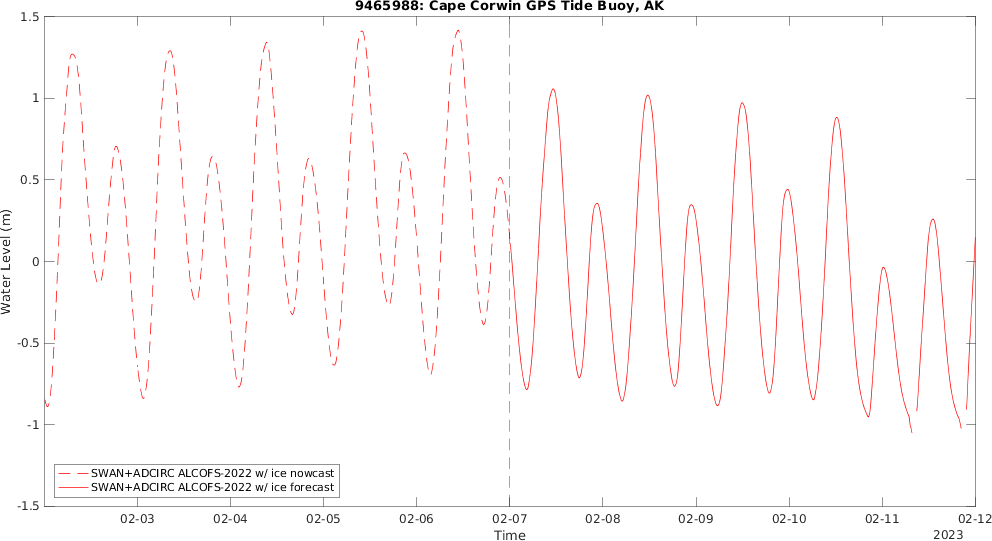 9465988: Cape Corwin GPS Tide Buoy, AK
1.5
1
0.5
0
-0.5
-1
-1.5
Water Level (m)
SWAN+ADCIRC ALCOFS-2022 w/ ice nowcast
SWAN+ADCIRC ALCOFS-2022 w/ ice forecast
02-03 02-04 02-05 02-06 02-07 02-08 02-09 02-10 02-11 02-12
Time
2023